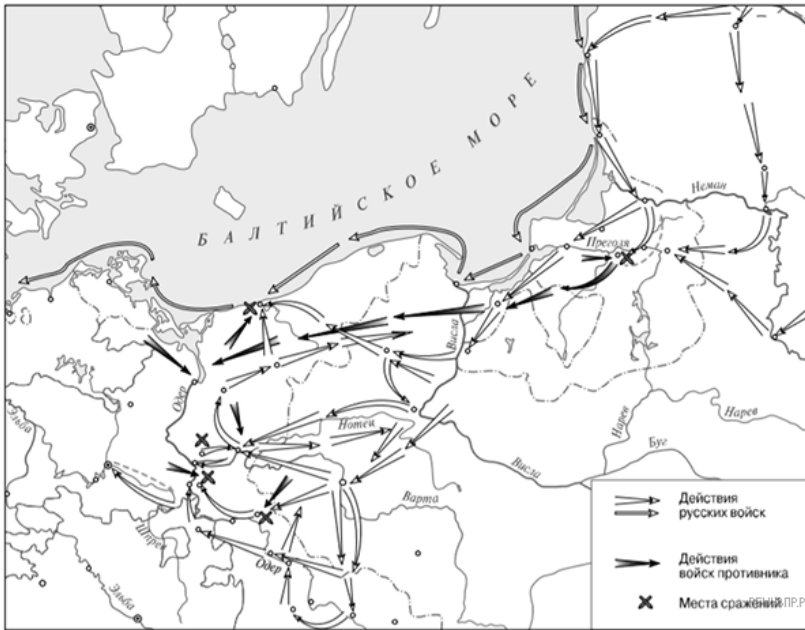 БАЛТИЙСКОЕ МОРЕ
Неман
Преголя
Висла
Одер
Эльба
Нотец
Нарев
Нарев
Буг
Висла
Варта
Шпрее
Одер
Эльба
Действия
русских войск
Действия
войск противника
Места сражений